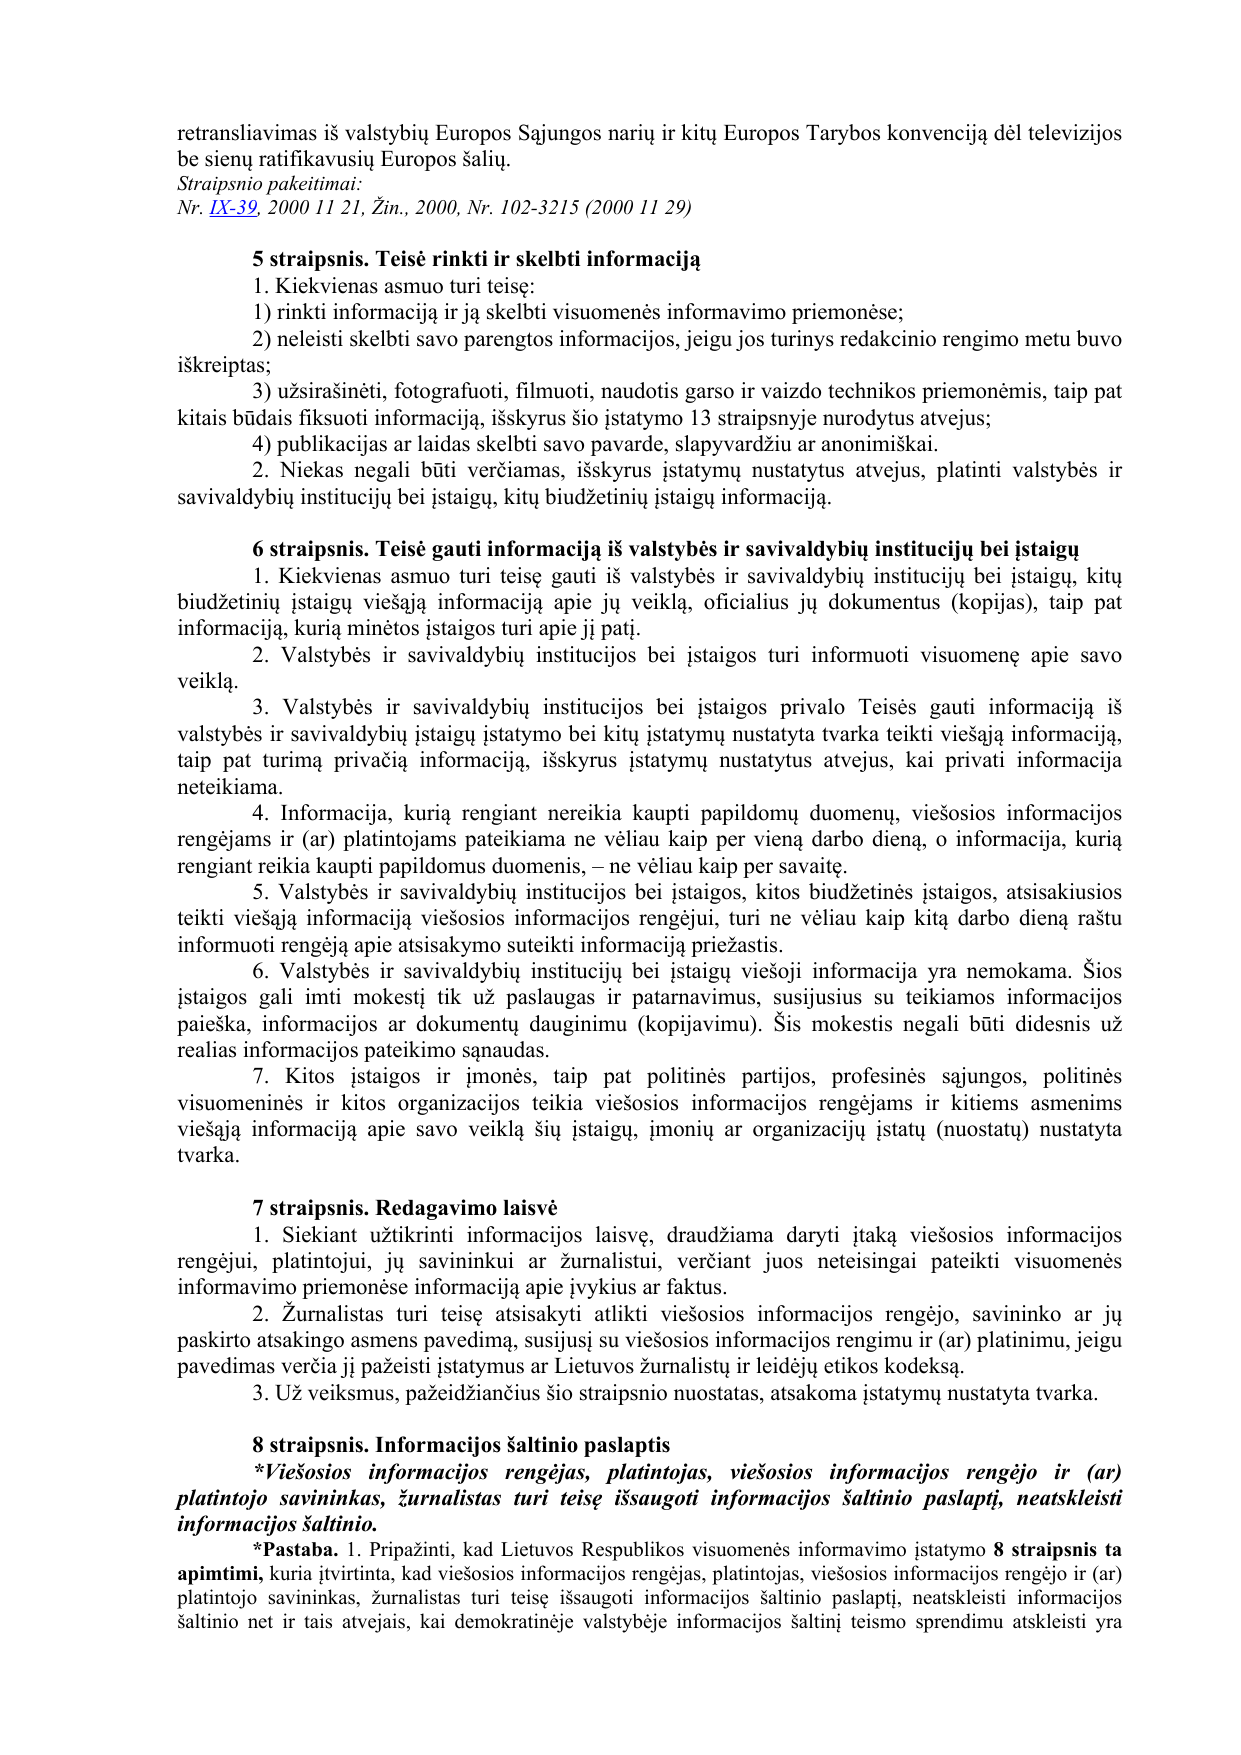 retransliavimas iš valstybių Europos Sąjungos narių ir kitų Europos Tarybos konvenciją dėl televizijos
be sienų ratifikavusių Europos šalių.
Straipsnio pakeitimai:
Nr. IX-39, 2000 11 21, Žin., 2000, Nr. 102-3215 (2000 11 29)
5 straipsnis. Teisė rinkti ir skelbti informaciją
1. Kiekvienas asmuo turi teisę:
1) rinkti informaciją ir ją skelbti visuomenės informavimo priemonėse;
2) neleisti skelbti savo parengtos informacijos, jeigu jos turinys redakcinio rengimo metu buvo
iškreiptas;
3) užsirašinėti, fotografuoti, filmuoti, naudotis garso ir vaizdo technikos priemonėmis, taip pat
kitais būdais fiksuoti informaciją, išskyrus šio įstatymo 13 straipsnyje nurodytus atvejus;
4) publikacijas ar laidas skelbti savo pavarde, slapyvardžiu ar anonimiškai.
2. Niekas negali būti verčiamas, išskyrus įstatymų nustatytus atvejus, platinti valstybės ir
savivaldybių institucijų bei įstaigų, kitų biudžetinių įstaigų informaciją.
6 straipsnis. Teisė gauti informaciją iš valstybės ir savivaldybių institucijų bei įstaigų
1. Kiekvienas asmuo turi teisę gauti iš valstybės ir savivaldybių institucijų bei įstaigų, kitų
biudžetinių įstaigų viešąją informaciją apie jų veiklą, oficialius jų dokumentus (kopijas), taip pat
informaciją, kurią minėtos įstaigos turi apie jį patį.
2. Valstybės ir savivaldybių institucijos bei įstaigos turi informuoti visuomenę apie savo
veiklą.
3. Valstybės ir savivaldybių institucijos bei įstaigos privalo Teisės gauti informaciją iš
valstybės ir savivaldybių įstaigų įstatymo bei kitų įstatymų nustatyta tvarka teikti viešąją informaciją,
taip pat turimą privačią informaciją, išskyrus įstatymų nustatytus atvejus, kai privati informacija
neteikiama.
4. Informacija, kurią rengiant nereikia kaupti papildomų duomenų, viešosios informacijos
rengėjams ir (ar) platintojams pateikiama ne vėliau kaip per vieną darbo dieną, o informacija, kurią
rengiant reikia kaupti papildomus duomenis, – ne vėliau kaip per savaitę.
5. Valstybės ir savivaldybių institucijos bei įstaigos, kitos biudžetinės įstaigos, atsisakiusios
teikti viešąją informaciją viešosios informacijos rengėjui, turi ne vėliau kaip kitą darbo dieną raštu
informuoti rengėją apie atsisakymo suteikti informaciją priežastis.
6. Valstybės ir savivaldybių institucijų bei įstaigų viešoji informacija yra nemokama. Šios
įstaigos gali imti mokestį tik už paslaugas ir patarnavimus, susijusius su teikiamos informacijos
paieška, informacijos ar dokumentų dauginimu (kopijavimu). Šis mokestis negali būti didesnis už
realias informacijos pateikimo sąnaudas.
7. Kitos įstaigos ir įmonės, taip pat politinės partijos, profesinės sąjungos, politinės
visuomeninės ir kitos organizacijos teikia viešosios informacijos rengėjams ir kitiems asmenims
viešąją informaciją apie savo veiklą šių įstaigų, įmonių ar organizacijų įstatų (nuostatų) nustatyta
tvarka.
7 straipsnis. Redagavimo laisvė
1. Siekiant užtikrinti informacijos laisvę, draudžiama daryti įtaką viešosios informacijos
rengėjui, platintojui, jų savininkui ar žurnalistui, verčiant juos neteisingai pateikti visuomenės
informavimo priemonėse informaciją apie įvykius ar faktus.
2. Žurnalistas turi teisę atsisakyti atlikti viešosios informacijos rengėjo, savininko ar jų
paskirto atsakingo asmens pavedimą, susijusį su viešosios informacijos rengimu ir (ar) platinimu, jeigu
pavedimas verčia jį pažeisti įstatymus ar Lietuvos žurnalistų ir leidėjų etikos kodeksą.
3. Už veiksmus, pažeidžiančius šio straipsnio nuostatas, atsakoma įstatymų nustatyta tvarka.
8 straipsnis. Informacijos šaltinio paslaptis
*Viešosios informacijos rengėjas, platintojas, viešosios informacijos rengėjo ir (ar)
platintojo savininkas, žurnalistas turi teisę išsaugoti informacijos šaltinio paslaptį, neatskleisti
informacijos šaltinio.
*Pastaba. 1. Pripažinti, kad Lietuvos Respublikos visuomenės informavimo įstatymo 8 straipsnis ta
apimtimi, kuria įtvirtinta, kad viešosios informacijos rengėjas, platintojas, viešosios informacijos rengėjo ir (ar)
platintojo savininkas, žurnalistas turi teisę išsaugoti informacijos šaltinio paslaptį, neatskleisti informacijos
šaltinio net ir tais atvejais, kai demokratinėje valstybėje informacijos šaltinį teismo sprendimu atskleisti yra